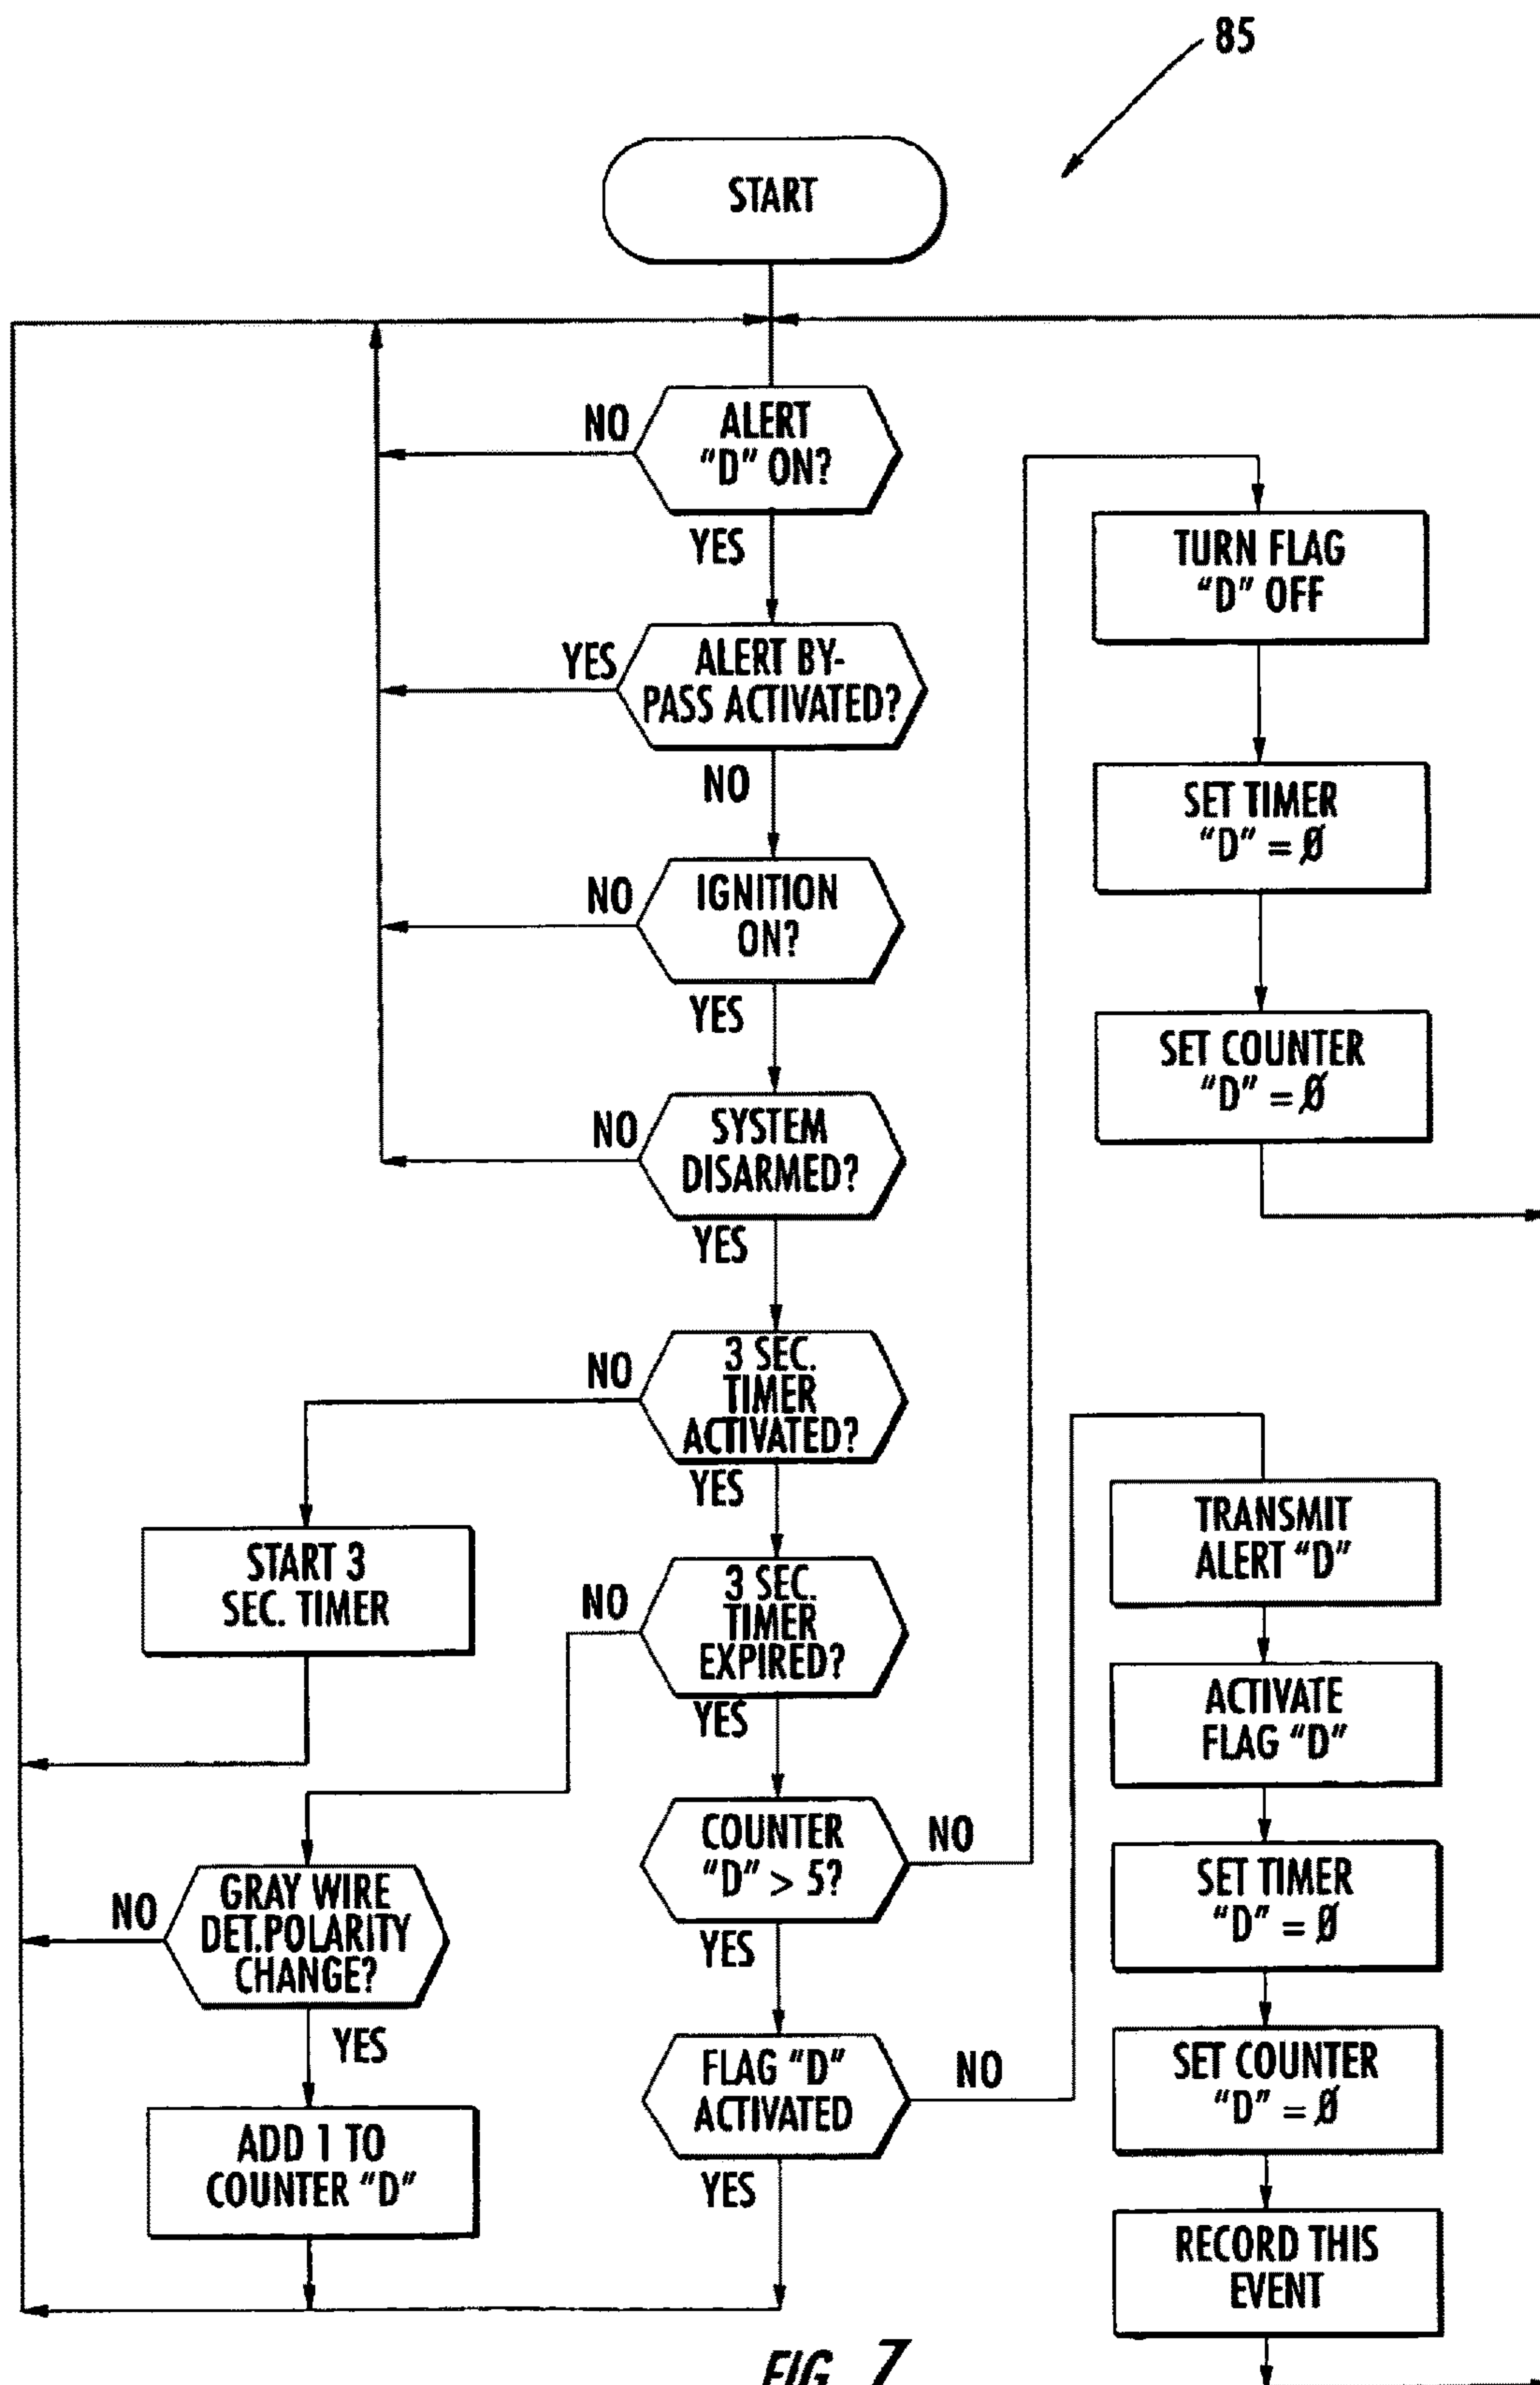 85
START
NO
ALERT
"D" ON?
YES
YES
ALERT BY-
PASS ACTIVATED?
NO
NO
IGNITION
ON?
YES
NO
SYSTEM
DISARMED?
YES
NO
3 SEC.
TIMER
ACTIVATED?
YES
START 3
SEC. TIMER
NO
3 SEC.
TIMER
EXPIRED?
YES
COUNTER
"D" > 5?
NO
YES
NO
GRAY WIRE
DET.POLARITY
CHANGE?
YES
ADD 1 TO
COUNTER "D"
FLAG "D"
ACTIVATED
NO
YES
TURN FLAG
"D" OFF
SET TIMER
"D" = Ø
SET COUNTER
"D" = Ø
TRANSMIT
ALERT "D"
ACTIVATE
FLAG "D"
SET TIMER
"D" = Ø
SET COUNTER
"D" = Ø
RECORD THIS
EVENT
FIG. 7